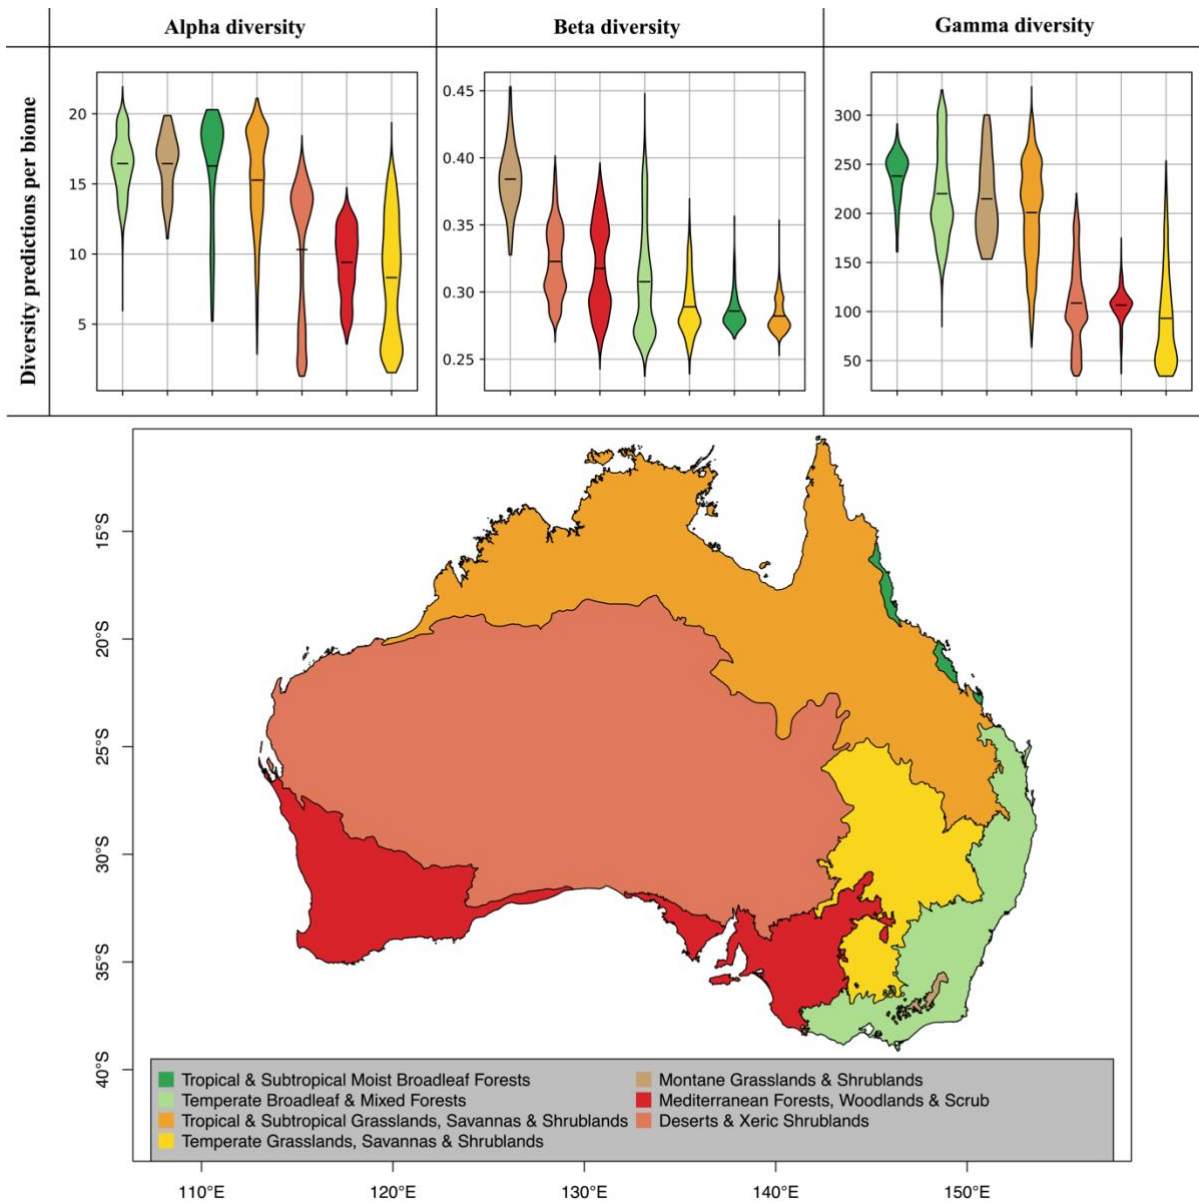 Alpha diversity
Beta diversity
Gamma diversity
Diversity predictions per biome
20
15
10
5
0.45
0.40
0.35
0.30
0.25
300
250
200
150
100
50
15°S
20°S
25°S
30°S
35°S
40°S
Tropical & Subtropical Moist Broadleaf Forests
Temperate Broadleaf & Mixed Forests
Tropical & Subtropical Grasslands, Savannas & Shrublands
Temperate Grasslands, Savannas & Shrublands
Montane Grasslands & Shrublands
Mediterranean Forests, Woodlands & Scrub
Deserts & Xeric Shrublands
110°E
120°E
130°E
140°E
150°E